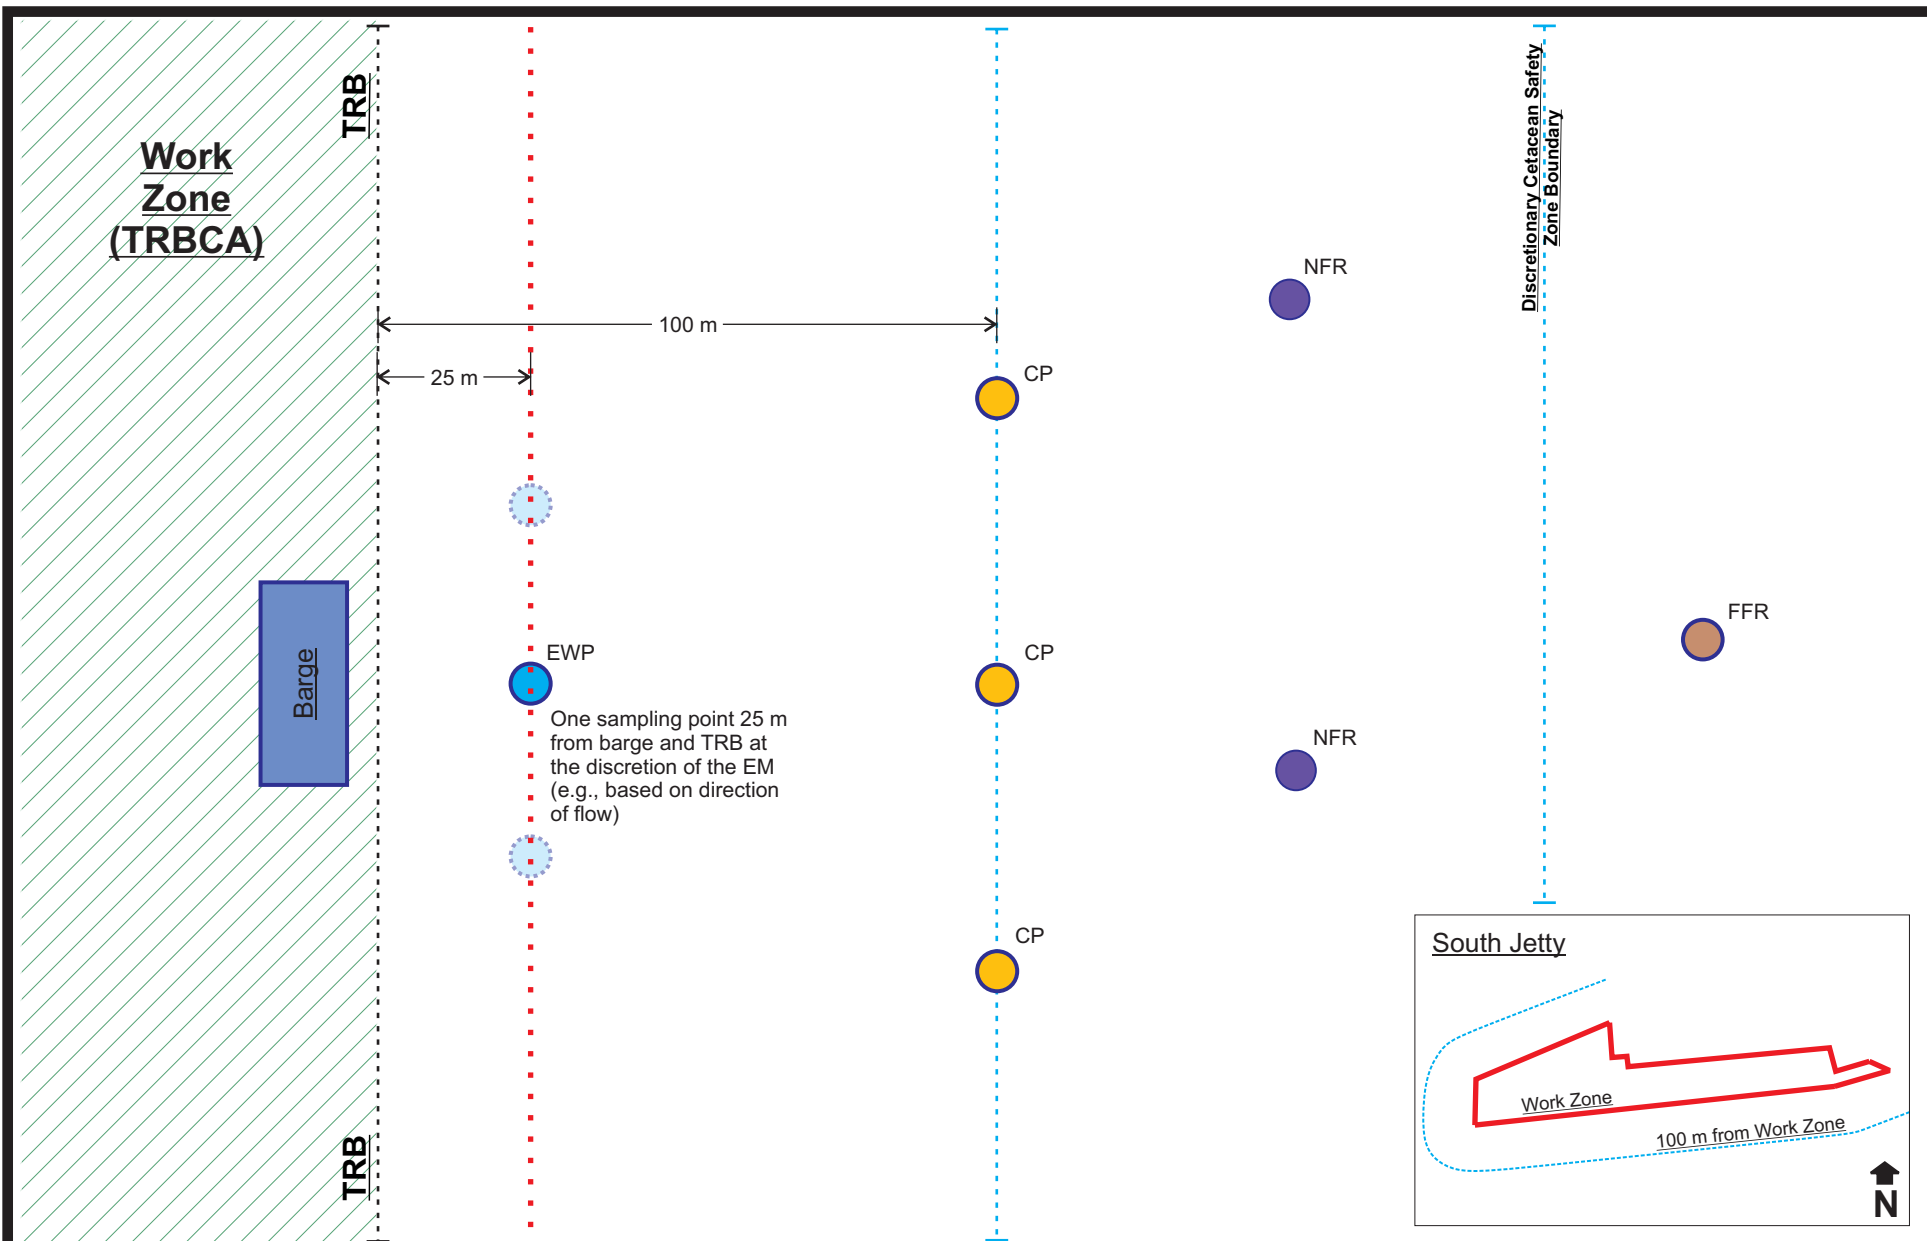 TRB
Work
Zone
(TRBCA)
Discretionary Cetacean Safety
Zone Boundary
NFR
100 m
25 m
CP
FFR
EWP
CP
Barge
One sampling point 25 m
from barge and TRB at
the discretion of the EM
(e.g., based on direction
of flow)
NFR
CP
TRB
South Jetty
Work Zone
100 m from Work Zone
N